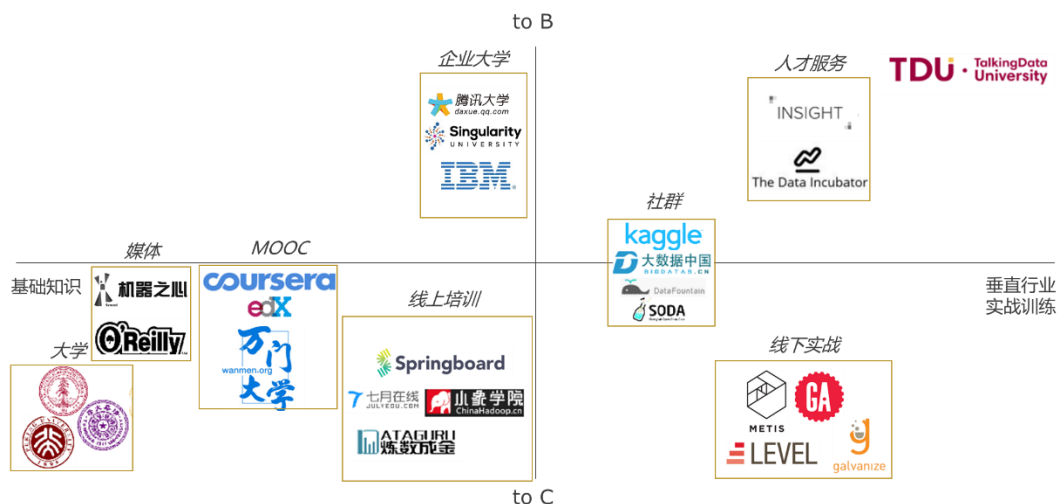 to B
企业大学
腾讯大学
daxue.qq.com
Singularity
UNIVERSITY
IBM
人才服务
INSIGHT
The Data Incubator
TDU · TalkingData
University
社群
kaggle
大数据中国
BIGDATAS.CN
DataFountain
SODA
基础知识
垂直行业
实战训练
媒体
机器之心
O'Reilly
MOOC
coursera
edX
万门
wanmen.org
大学
线上培训
Springboard
七月在线
JULYEDU.COM
小象学院
ChinaHadoop.cn
DATAGURU
炼数成金
大学
1898
线下实战
METIS
GA
LEVEL
galvanize
to C